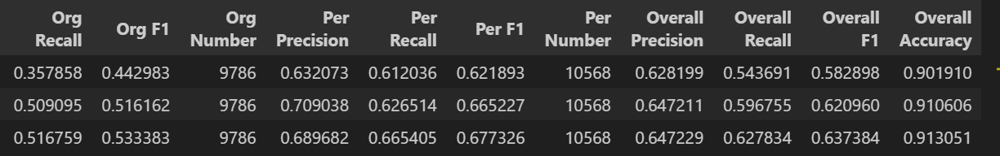 Org Recall Org F1 Org Number Per Precision Per Recall Per F1 Per Number Overall Precision Overall Recall Overall F1 Overall Accuracy
0.357858 0.442983 9786 0.632073 0.612036 0.621893 10568 0.628199 0.543691 0.582898 0.901910
0.509095 0.516162 9786 0.709038 0.626514 0.665227 10568 0.647211 0.596755 0.620960 0.910606
0.516759 0.533383 9786 0.689682 0.665405 0.677326 10568 0.647229 0.627834 0.637384 0.913051